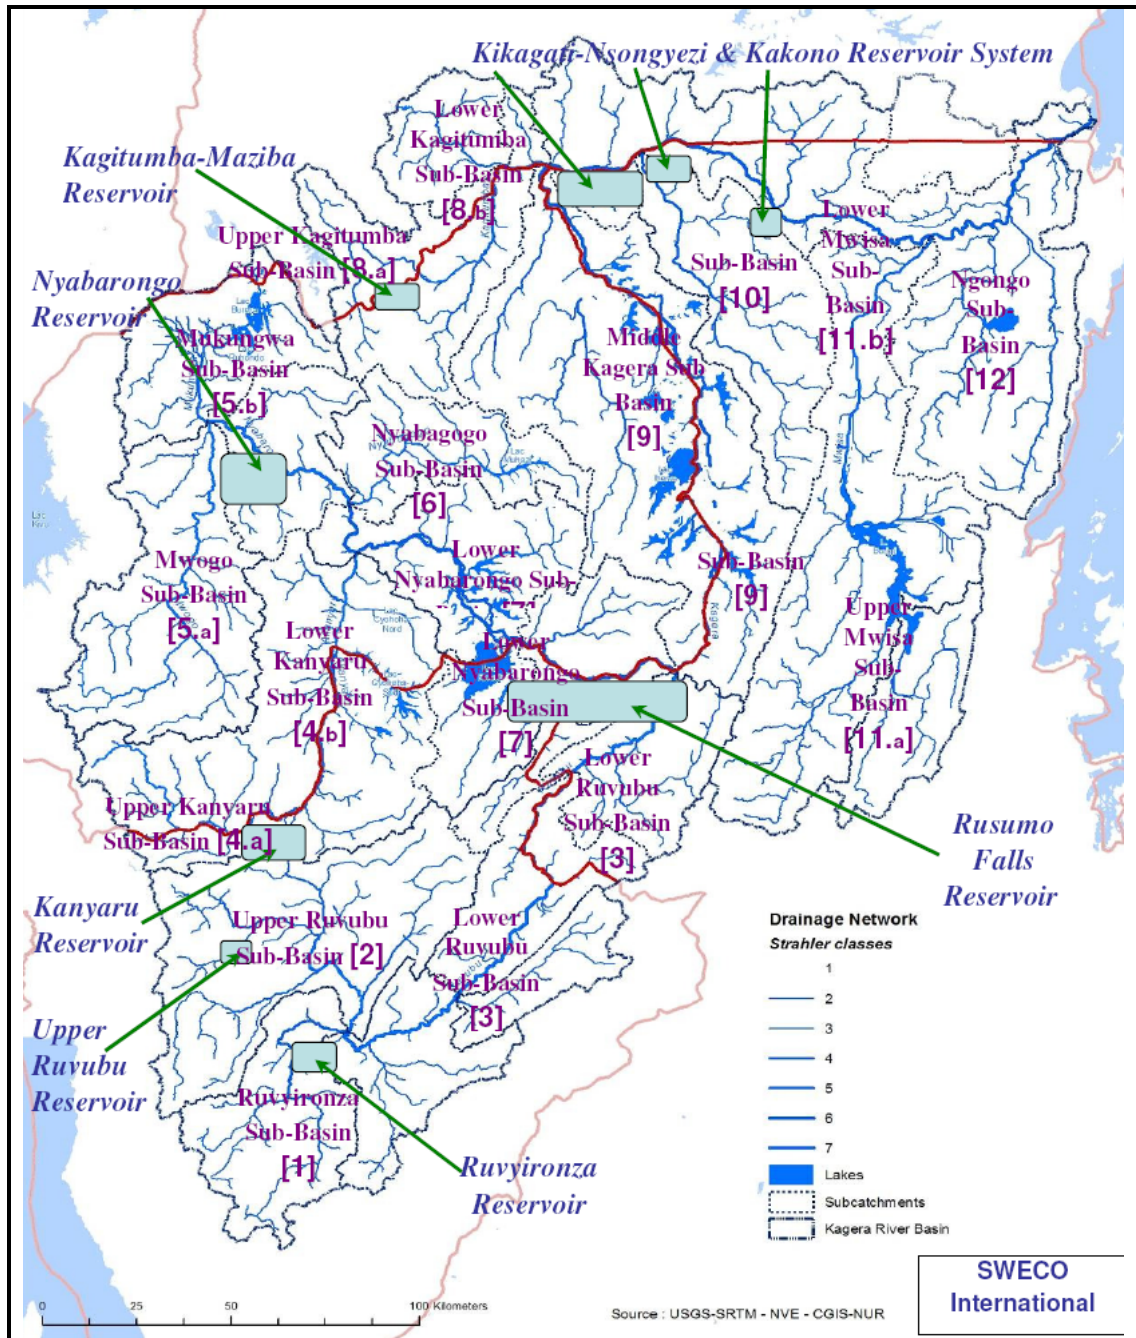 Kikagati-Nsongyezi & Kakono Reservoir System
Lower
Kagitumba
Sub-Basin
[8.b]
Kagitumba-Maziba
Reservoir
Upper Kagitumba
Sub-Basin [8.a]
Nyabarongo
Reservoir
Lower
Mwisa
Sub-
Basin
[11.b]
Sub-Basin
[10]
Ngongo
Sub-
Basin
[12]
Mukungwa
Sub-Basin
[5.b]
Middle
Kagera Sub
Basin
[9]
Nyabagogo
Sub-Basin
[6]
Mwogo
Sub-Basin
[5.a]
Lower
Nyabarongo Sub-
Sub-Basin
[9]
Kagera
Lac
Cyohoha
Nord
Lower
Kanyaru
Sub-Basin
[4.b]
Lower
Nyabarongo
Sub-Basin
[7]
Upper
Mwisa
Sub-
Basin
[11.a]
Lower
Ruvubu
Sub-Basin
[3]
Upper Kanyaru
Sub-Basin [4.a]
Rusumo
Falls
Reservoir
Kanyaru
Reservoir
Upper Ruvubu
Sub-Basin [2]
Lower
Ruvubu
Sub-Basin
[3]
Upper
Ruvubu
Reservoir
Ruvyironza
Sub-Basin
[1]
Ruvyironza
Reservoir
Drainage Network
Strahler classes
1
2
3
4
5
6
7
Lakes
Subcatchments
Kagera River Basin
SWECO
International
0 25 50 100 Kilometers
Source : USGS-SRTM - NVE - CGIS-NUR